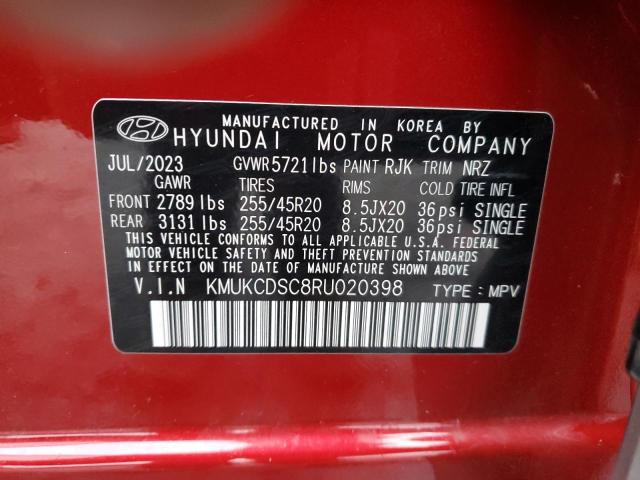 MANUFACTURED IN KOREA BY
HYUNDAI MOTOR COMPANY
JUL/2023 GVWR 5721 lbs PAINT RJK TRIM NRZ
GAWR TIRES RIMS COLD TIRE INFL
FRONT 2789 lbs 255/45R20 8.5JX20 36psi SINGLE
REAR 3131 lbs 255/45R20 8.5JX20 36psi SINGLE
THIS VEHICLE CONFORMS TO ALL APPLICABLE U.S.A. FEDERAL
MOTOR VEHICLE SAFETY AND THEFT PREVENTION STANDARDS
IN EFFECT ON THE DATE OF MANUFACTURE SHOWN ABOVE.
V.I.N KMUKCDSC8RU020398 TYPE : MPV